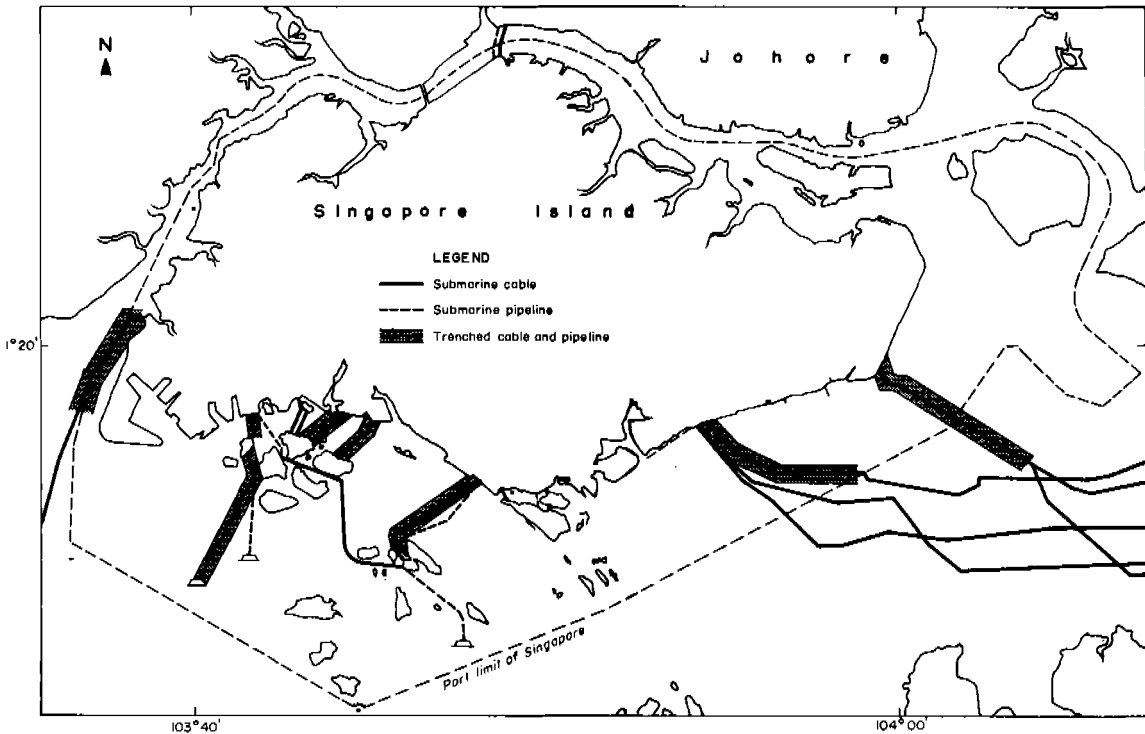 N
Johore
Singapore Island
LEGEND
Submarine cable
Submarine pipeline
Trenched cable and pipeline
1°20'
Port limit of Singapore
103°40'
104°00'